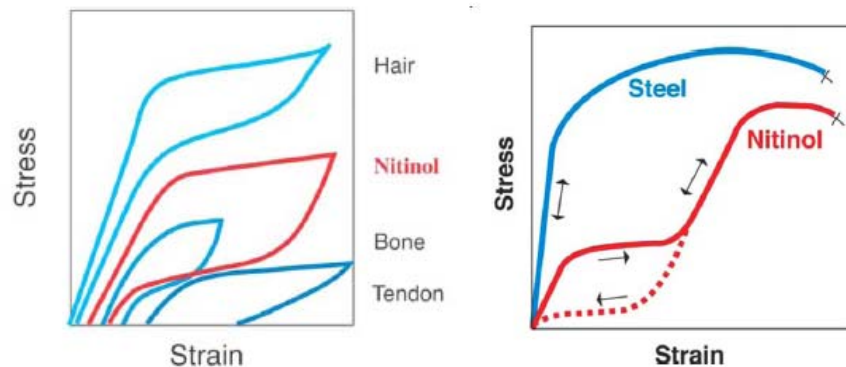 Hair
Nitinol
Bone
Tendon
Stress
Strain
Steel
Nitinol
Stress
Strain